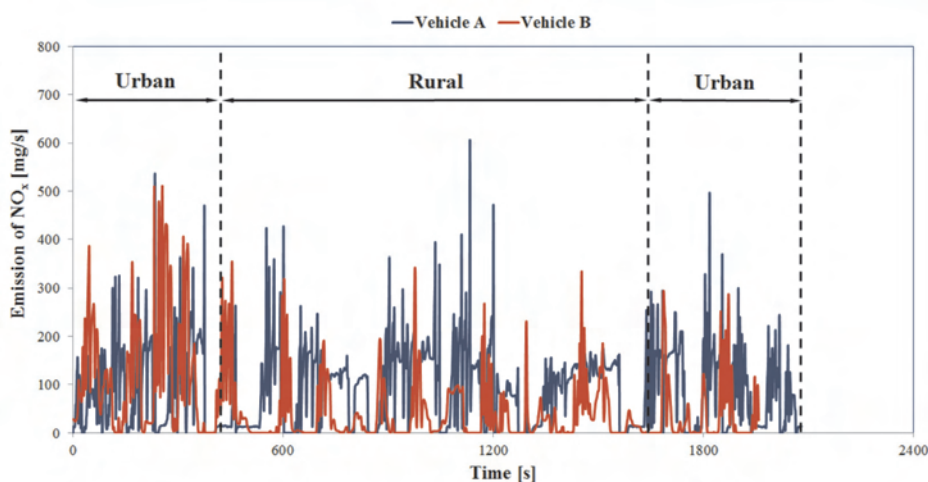 Vehicle A Vehicle B
800
700
600
500
400
300
200
100
0
Emission of NOx [mg/s]
Urban Rural Urban
0 600 1200 1800 2400
Time [s]